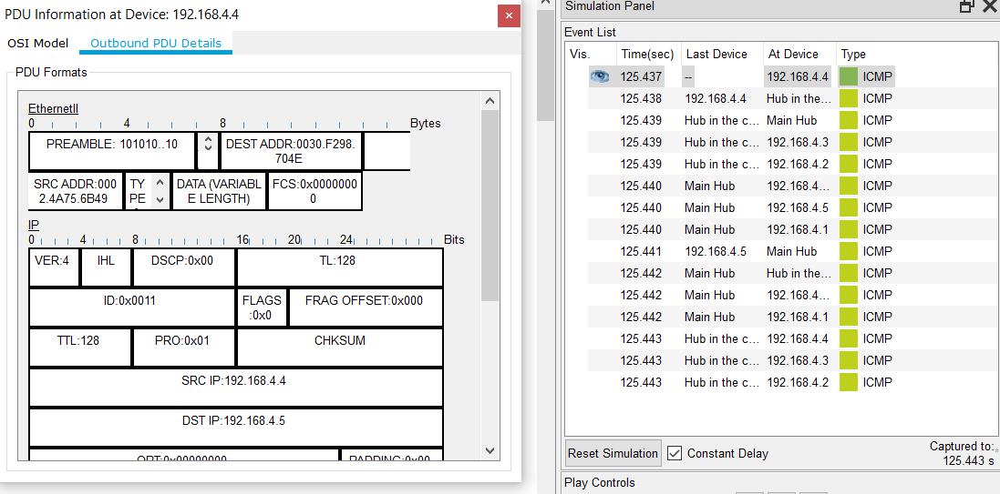 PDU Information at Device: 192.168.4.4
OSI Model Outbound PDU Details
PDU Formats
EthernetII
0 4 8 Bytes
PREAMBLE: 101010..10 DEST ADDR:0030.F298.
704E
SRC ADDR:000 TY DATA (VARIABL FCS:0x0000000
2.4A75.6B49 PE E LENGTH) 0
IP
0 4 8 16 20 24 Bits
VER:4 IHL DSCP:0x00 TL:128
ID:0x0011 FLAGS FRAG OFFSET:0x000
:0x0
TTL:128 PRO:0x01 CHKSUM
SRC IP:192.168.4.4
DST IP:192.168.4.5
OPT:0x00000000 PADDING:0x00
Simulation Panel
Event List
Vis. Time(sec) Last Device At Device Type
125.437 -- 192.168.4.4 ICMP
125.438 192.168.4.4 Hub in the... ICMP
125.439 Hub in the c... Main Hub ICMP
125.439 Hub in the c... 192.168.4.3 ICMP
125.439 Hub in the c... 192.168.4.2 ICMP
125.440 Main Hub 192.168.4.... ICMP
125.440 Main Hub 192.168.4.5 ICMP
125.440 Main Hub 192.168.4.1 ICMP
125.441 192.168.4.5 Main Hub ICMP
125.442 Main Hub Hub in the... ICMP
125.442 Main Hub 192.168.4.... ICMP
125.442 Main Hub 192.168.4.1 ICMP
125.443 Hub in the c... 192.168.4.4 ICMP
125.443 Hub in the c... 192.168.4.3 ICMP
125.443 Hub in the c... 192.168.4.2 ICMP
Reset Simulation Constant Delay Captured to:
125.443 s
Play Controls